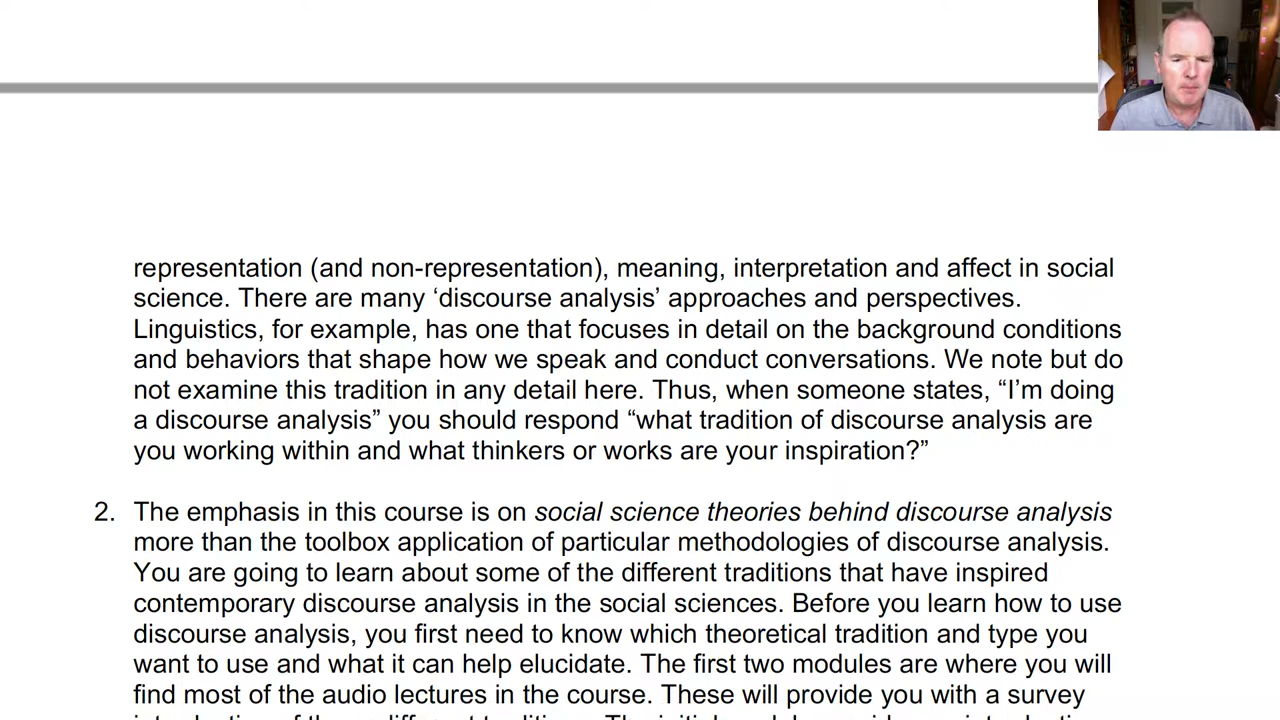 representation (and non-representation), meaning, interpretation and affect in social
science. There are many ‘discourse analysis’ approaches and perspectives.
Linguistics, for example, has one that focuses in detail on the background conditions
and behaviors that shape how we speak and conduct conversations. We note but do
not examine this tradition in any detail here. Thus, when someone states, “I’m doing
a discourse analysis” you should respond “what tradition of discourse analysis are
you working within and what thinkers or works are your inspiration?”
2. The emphasis in this course is on social science theories behind discourse analysis
more than the toolbox application of particular methodologies of discourse analysis.
You are going to learn about some of the different traditions that have inspired
contemporary discourse analysis in the social sciences. Before you learn how to use
discourse analysis, you first need to know which theoretical tradition and type you
want to use and what it can help elucidate. The first two modules are where you will
find most of the audio lectures in the course. These will provide you with a survey